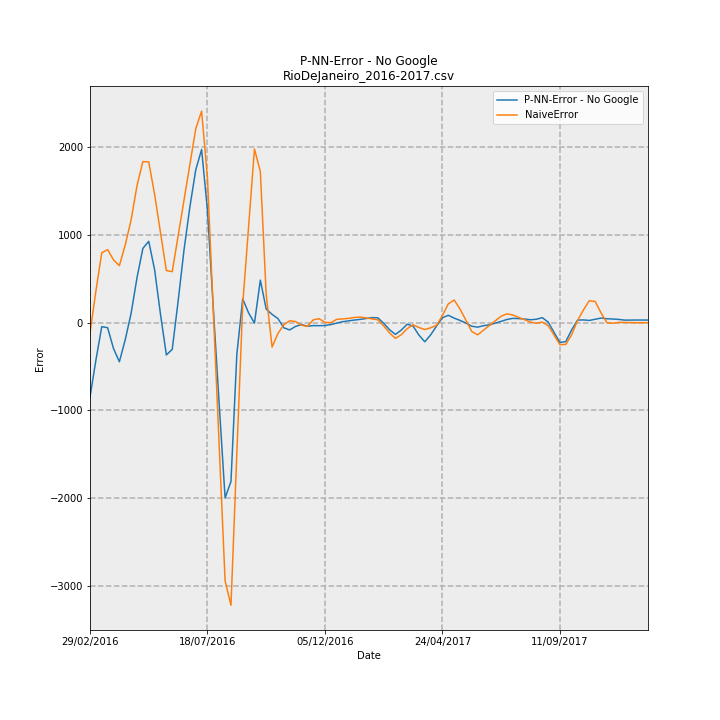 P-NN-Error - No Google
RioDeJaneiro_2016-2017.csv
P-NN-Error - No Google
NaiveError
2000
1000
0
−1000
−2000
−3000
Error
29/02/2016
18/07/2016
05/12/2016
24/04/2017
11/09/2017
Date